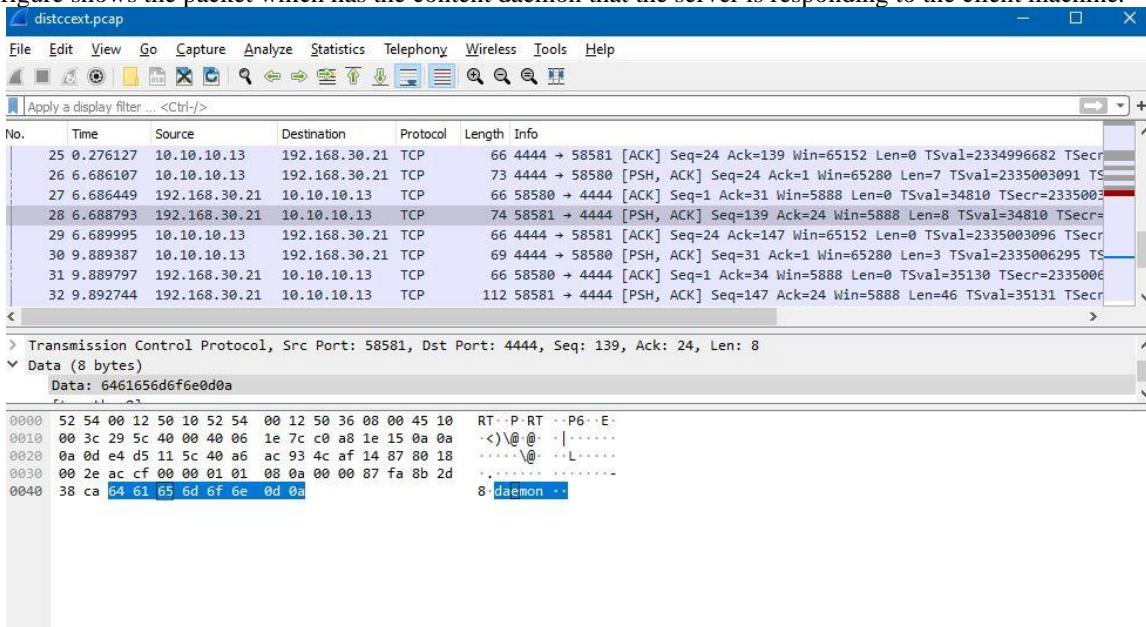 figure shows the packet which has the content daemon that the server is responding to the client machine.
distccext.pcap
File Edit View Go Capture Analyze Statistics Telephony Wireless Tools Help
Apply a display filter ... <Ctrl-/>
No. Time Source Destination Protocol Length Info
25 0.276127 10.10.10.13 192.168.30.21 TCP 66 4444 → 58581 [ACK] Seq=24 Ack=139 Win=65152 Len=0 TSval=2334996682 TSecr
26 6.686107 10.10.10.13 192.168.30.21 TCP 73 4444 → 58580 [PSH, ACK] Seq=24 Ack=1 Win=65280 Len=7 TSval=2335003091 TS
27 6.686449 192.168.30.21 10.10.10.13 TCP 66 58580 → 4444 [ACK] Seq=1 Ack=31 Win=5888 Len=0 TSval=34810 TSecr=2335003
28 6.688793 192.168.30.21 10.10.10.13 TCP 74 58581 → 4444 [PSH, ACK] Seq=139 Ack=24 Win=5888 Len=8 TSval=34810 TSecr=
29 6.689995 10.10.10.13 192.168.30.21 TCP 66 4444 → 58581 [ACK] Seq=24 Ack=147 Win=65152 Len=0 TSval=2335003096 TSecr
30 9.889387 10.10.10.13 192.168.30.21 TCP 69 4444 → 58580 [PSH, ACK] Seq=31 Ack=1 Win=65280 Len=3 TSval=2335006295 TS
31 9.889797 192.168.30.21 10.10.10.13 TCP 66 58580 → 4444 [ACK] Seq=1 Ack=34 Win=5888 Len=0 TSval=35130 TSecr=2335006
32 9.892744 192.168.30.21 10.10.10.13 TCP 112 58581 → 4444 [PSH, ACK] Seq=147 Ack=24 Win=5888 Len=46 TSval=35131 TSecr
> Transmission Control Protocol, Src Port: 58581, Dst Port: 4444, Seq: 139, Ack: 24, Len: 8
Data (8 bytes)
Data: 6461656d6f6e0d0a
0000 52 54 00 12 50 10 52 54 00 12 50 36 08 00 45 10 RT··P·RT ··P6··E·
0010 00 3c 29 5c 40 00 40 06 1e 7c c0 a8 1e 15 0a 0a ·<)\@·@· ·|······
0020 0a 0d e4 d5 11 5c 40 a6 ac 93 4c af 14 87 80 18 ·····\@· ··L·····
0030 00 2e ac cf 00 00 01 01 08 0a 00 00 87 fa 8b 2d ·.······ ·······-
0040 38 ca 64 61 65 6d 6f 6e 0d 0a 8·daemon ··